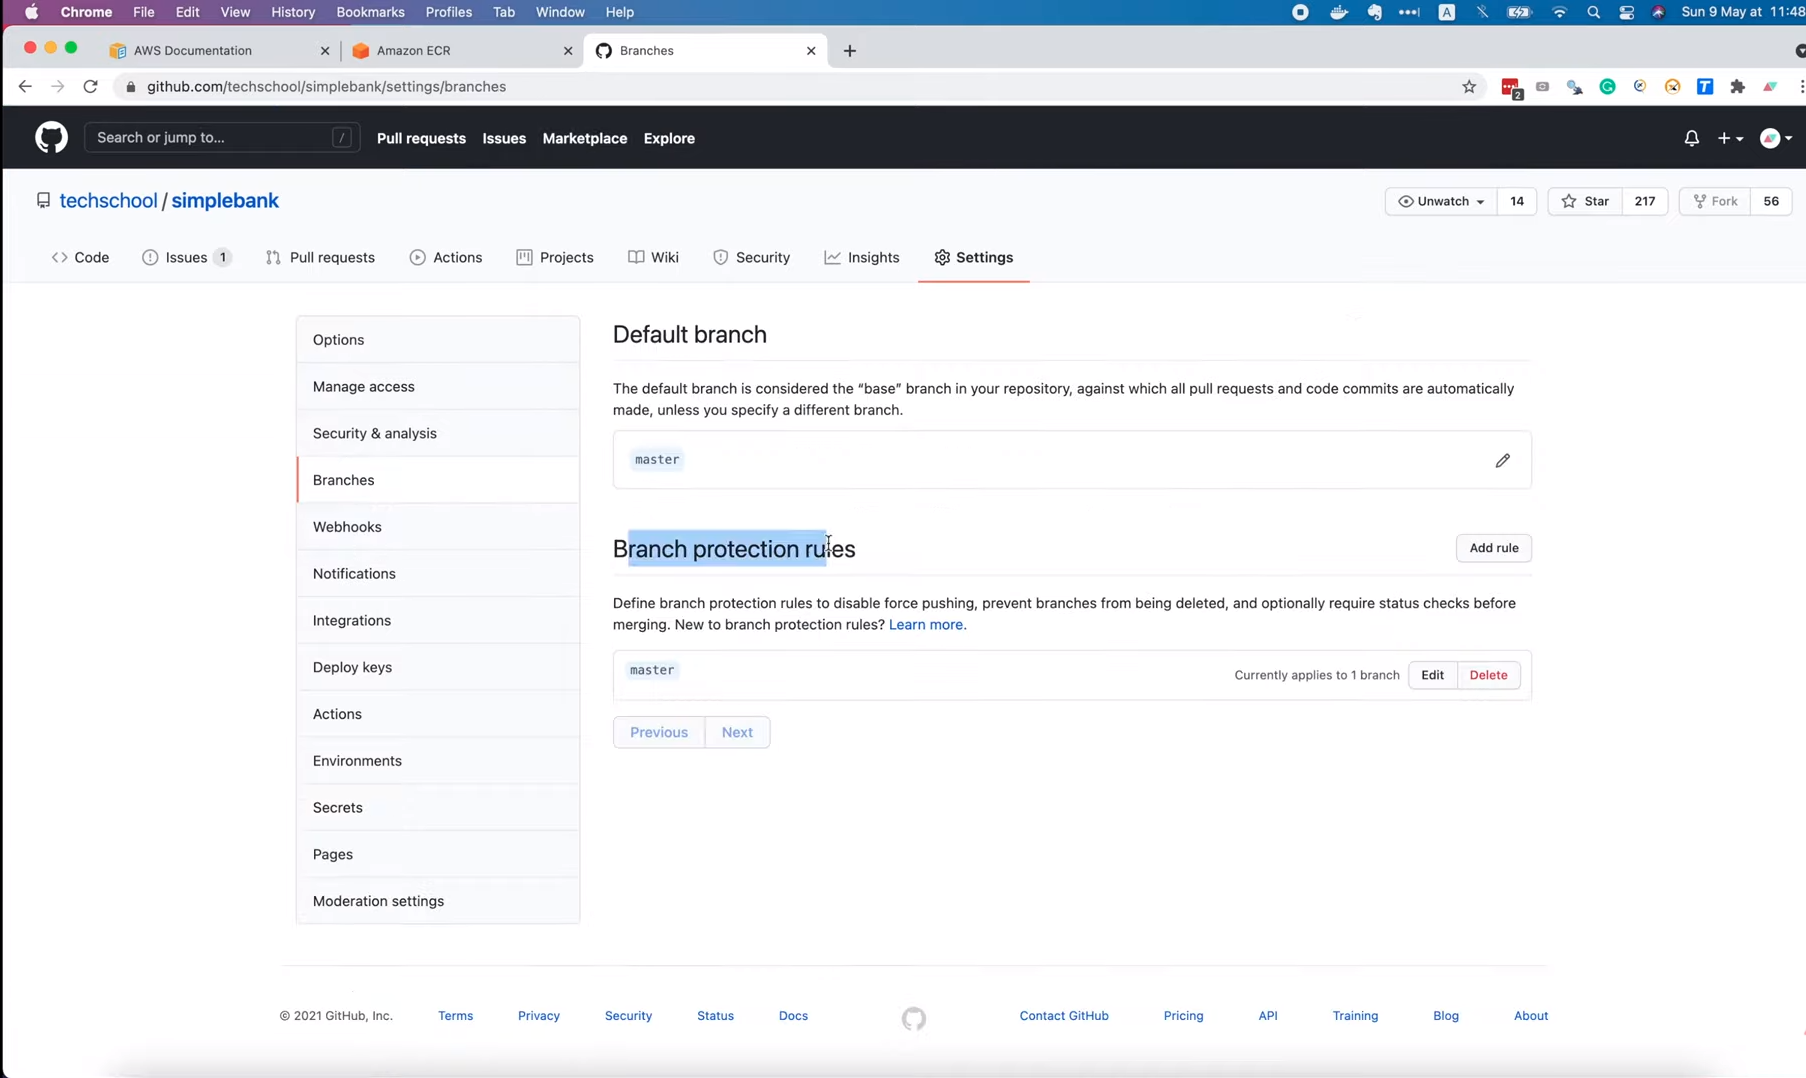 Chrome File Edit View History Bookmarks Profiles Tab Window Help A Sun 9 May at 11:48
AWS Documentation Amazon ECR Branches
github.com/techschool/simplebank/settings/branches 2 T
Search or jump to... / Pull requests Issues Marketplace Explore
techschool / simplebank Unwatch 14 Star 217 Fork 56
Code Issues 1 Pull requests Actions Projects Wiki Security Insights Settings
Options
Manage access
Security & analysis
Branches
Webhooks
Notifications
Integrations
Deploy keys
Actions
Environments
Secrets
Pages
Moderation settings
Default branch
The default branch is considered the “base” branch in your repository, against which all pull requests and code commits are automatically
made, unless you specify a different branch.
master
Branch protection rules Add rule
Define branch protection rules to disable force pushing, prevent branches from being deleted, and optionally require status checks before
merging. New to branch protection rules? Learn more.
master Currently applies to 1 branch Edit Delete
Previous Next
© 2021 GitHub, Inc. Terms Privacy Security Status Docs Contact GitHub Pricing API Training Blog About